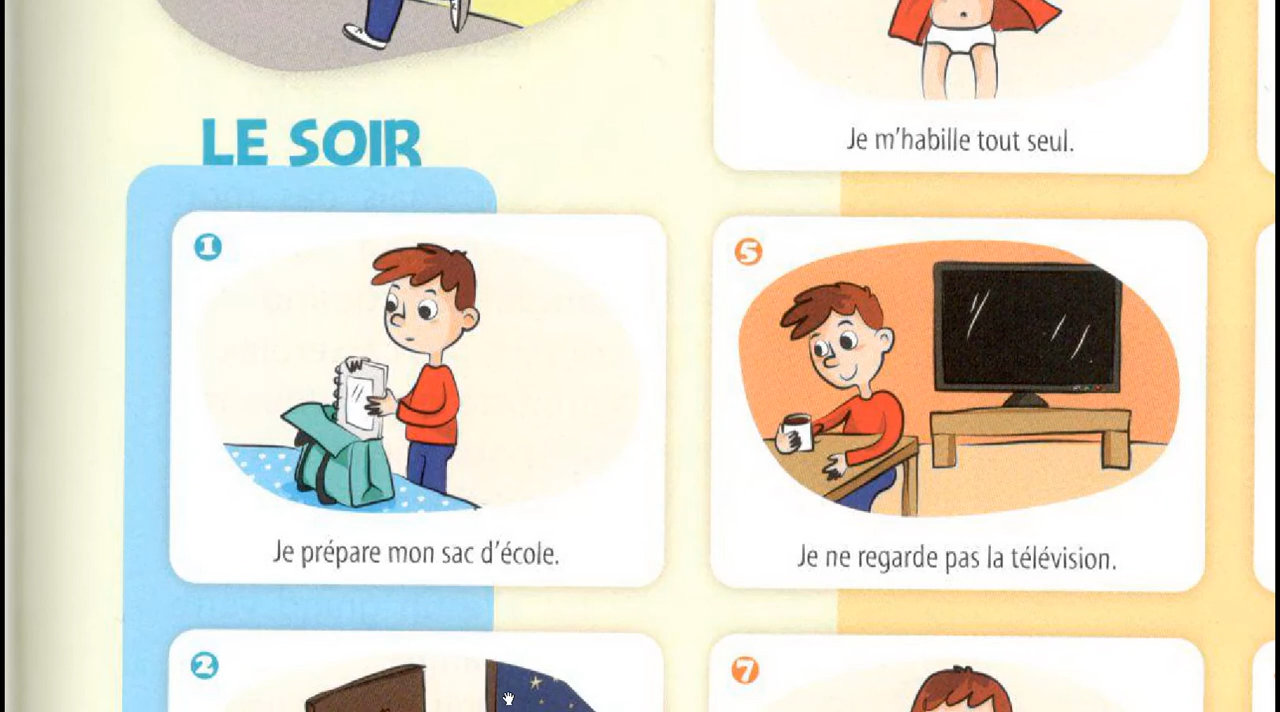 Je m'habille tout seul.
LE SOIR
1
Je prépare mon sac d'école.
5
Je ne regarde pas la télévision.
2
7